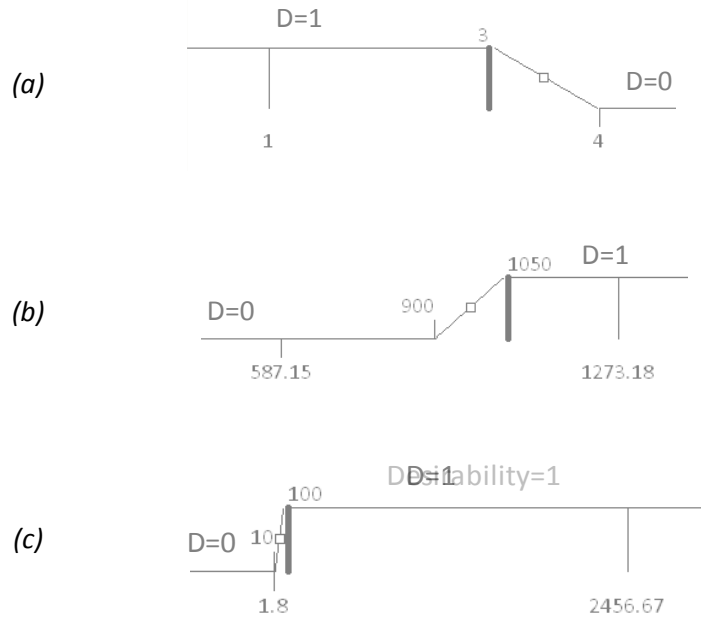 D=1
3
(a)
D=0
1
4
1050
D=1
900
(b)
D=0
587.15
1273.18
Desirability=1
D=1
100
10
(c)
D=0
1.8
2456.67